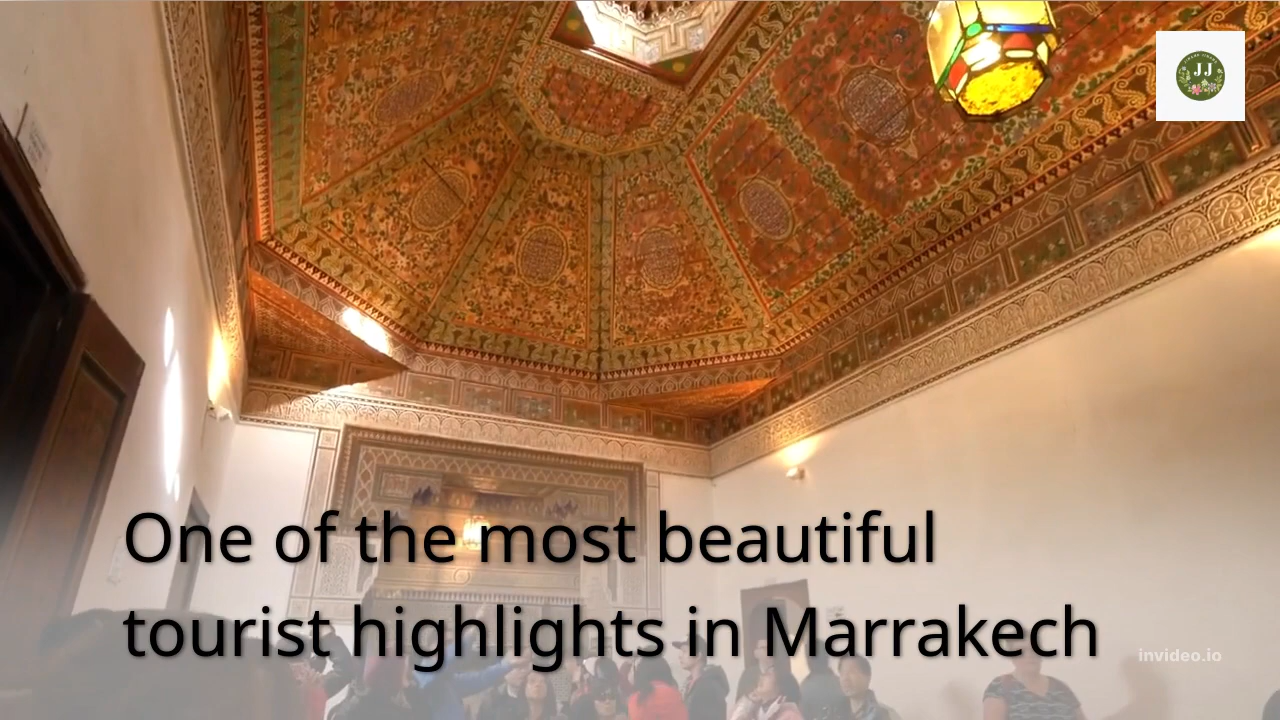 JJ
One of the most beautiful
tourist highlights in Marrakech
invideo.io